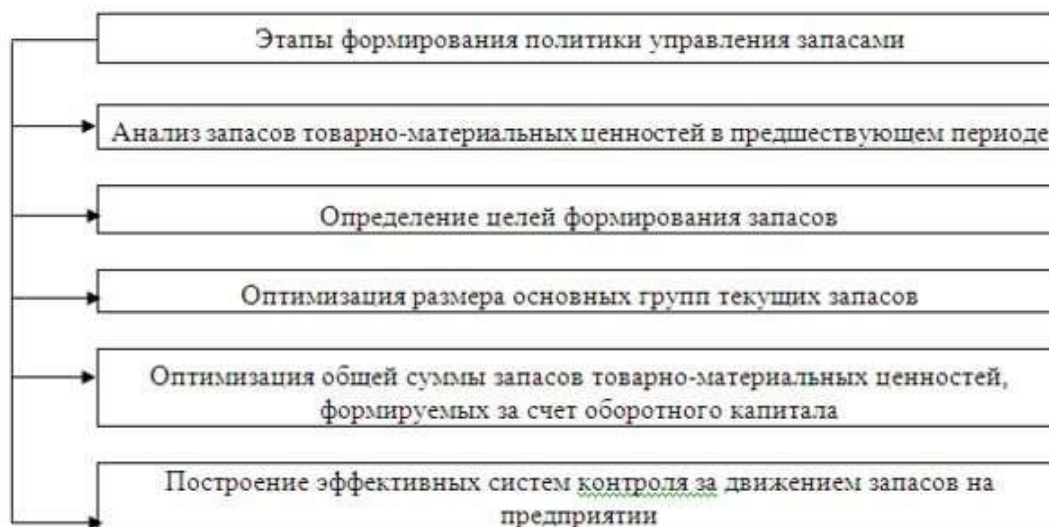 Этапы формирования политики управления запасами
Анализ запасов товарно-материальных ценностей в предшествующем периоде
Определение целей формирования запасов
Оптимизация размера основных групп текущих запасов
Оптимизация общей суммы запасов товарно-материальных ценностей,
формируемых за счет оборотного капитала
Построение эффективных систем контроля за движением запасов на
предприятии